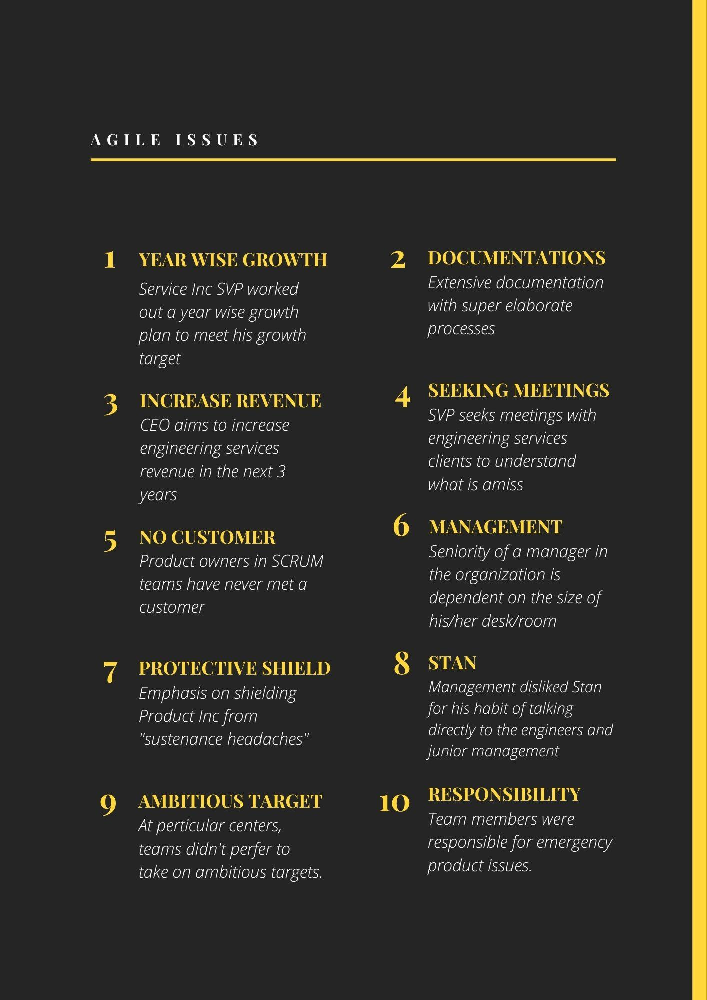 AGILE ISSUES
1
YEAR WISE GROWTH
Service Inc SVP worked
out a year wise growth
plan to meet his growth
target
2
DOCUMENTATIONS
Extensive documentation
with super elaborate
processes
3
INCREASE REVENUE
CEO aims to increase
engineering services
revenue in the next 3
years
4
SEEKING MEETINGS
SVP seeks meetings with
engineering services
clients to understand
what is amiss
5
NO CUSTOMER
Product owners in SCRUM
teams have never met a
customer
6
MANAGEMENT
Seniority of a manager in
the organization is
dependent on the size of
his/her desk/room
7
PROTECTIVE SHIELD
Emphasis on shielding
Product Inc from
"sustenance headaches"
8
STAN
Management disliked Stan
for his habit of talking
directly to the engineers and
junior management
9
AMBITIOUS TARGET
At perticular centers,
teams didn't perfer to
take on ambitious targets.
10
RESPONSIBILITY
Team members were
responsible for emergency
product issues.